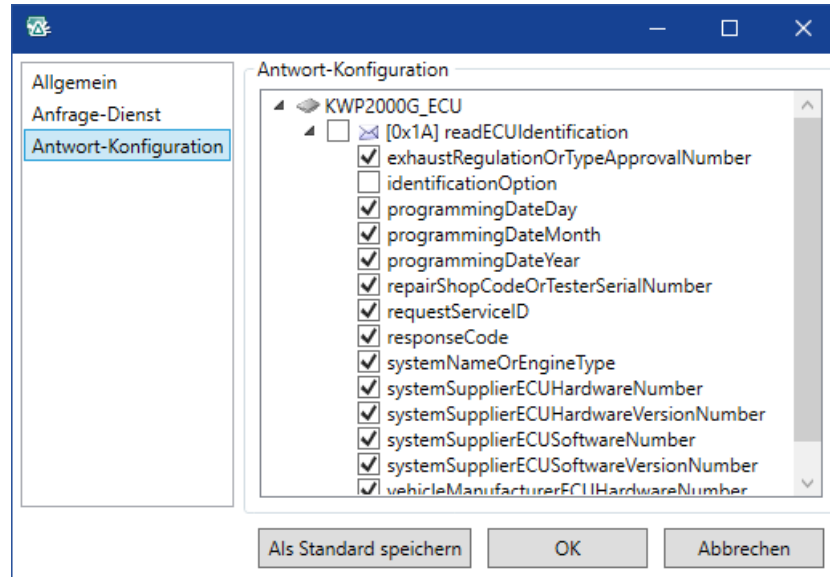 Allgemein
Anfrage-Dienst
Antwort-Konfiguration
Antwort-Konfiguration
KWP2000G_ECU
[0x1A] readECUIdentification
exhaustRegulationOrTypeApprovalNumber
identificationOption
programmingDateDay
programmingDateMonth
programmingDateYear
repairShopCodeOrTesterSerialNumber
requestServiceID
responseCode
systemNameOrEngineType
systemSupplierECUHardwareNumber
systemSupplierECUHardwareVersionNumber
systemSupplierECUSoftwareNumber
systemSupplierECUSoftwareVersionNumber
vehicleManufacturerECUHardwareNumber
Als Standard speichern
OK
Abbrechen